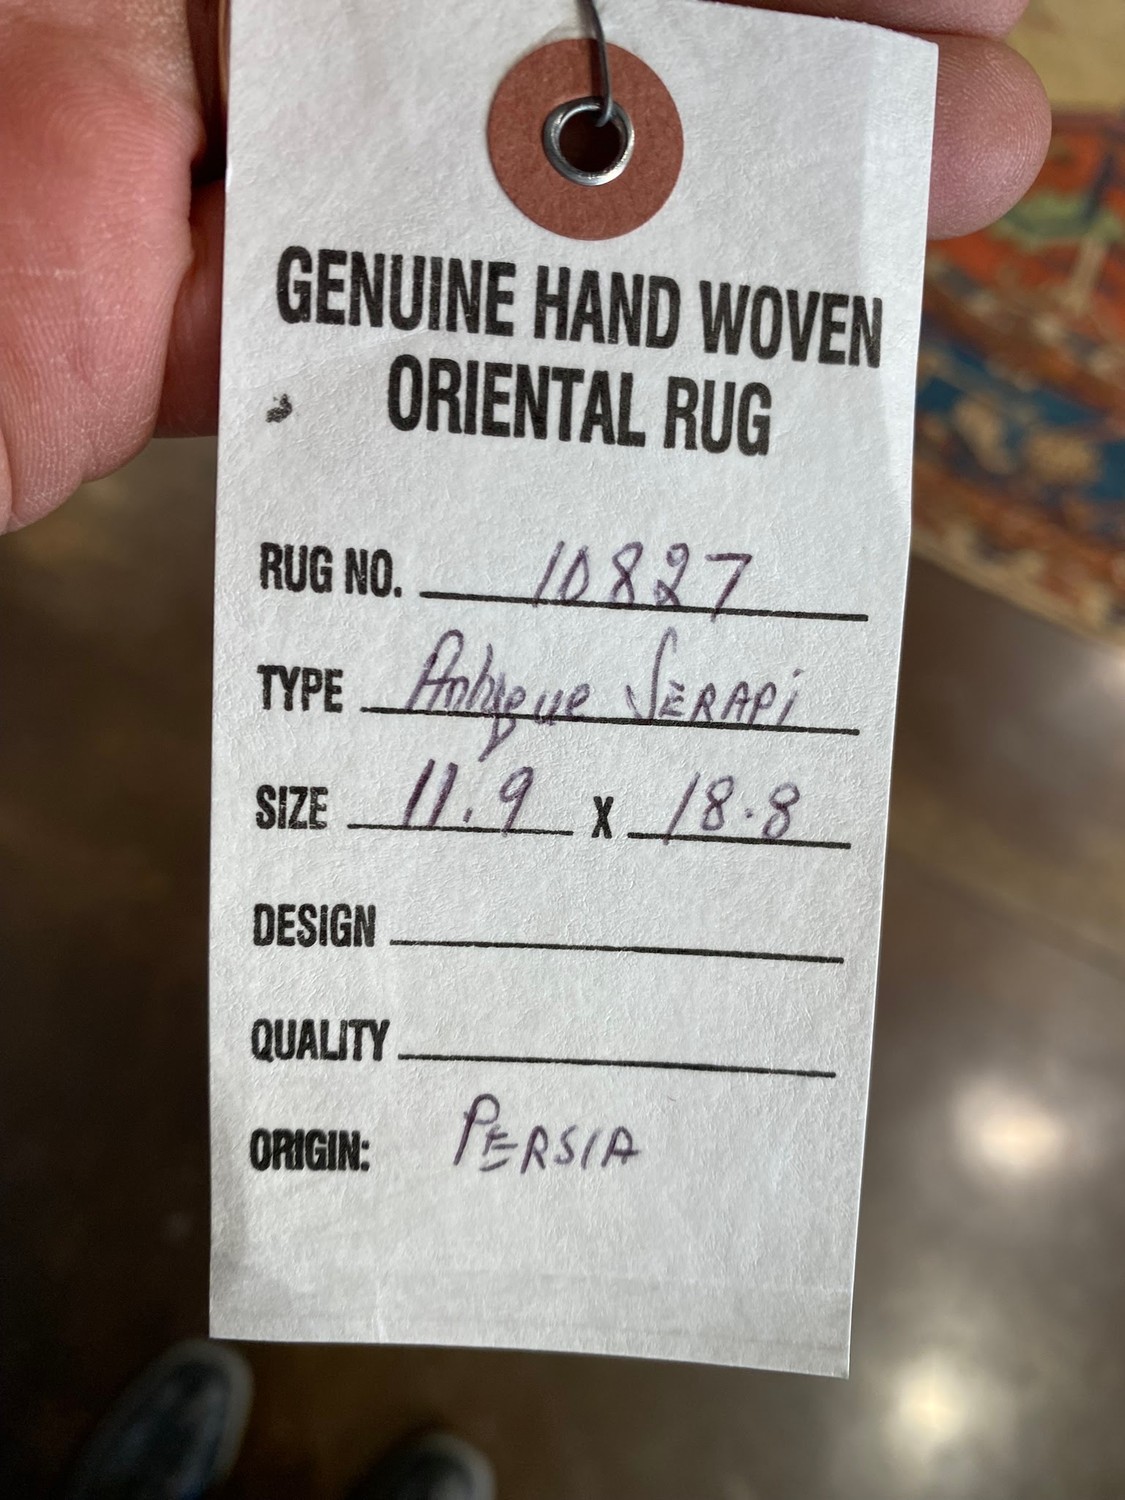 GENUINE HAND WOVEN
ORIENTAL RUG
RUG NO. 10827
TYPE Antique SERAPi
SIZE 11.9 X 18.8
DESIGN
QUALITY
ORIGIN: PERSIA